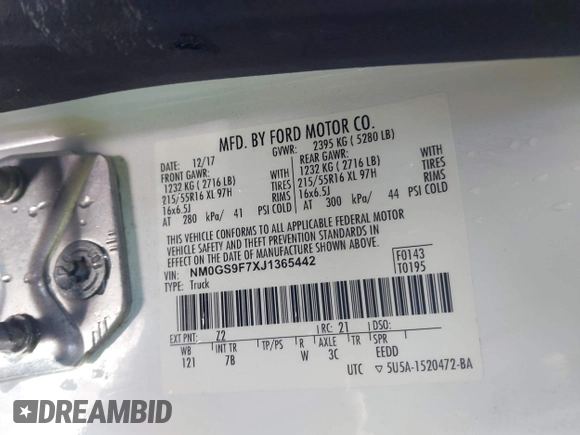 MFD. BY FORD MOTOR CO.
DATE: 12/17 GVWR: 2395 KG ( 5280 LB)
FRONT GAWR: REAR GAWR:
1232 KG ( 2716 LB) WITH 1232 KG ( 2716 LB) WITH
215/55R16 XL 97H TIRES 215/55R16 XL 97H TIRES
16x6.5J RIMS 16x6.5J RIMS
AT 280 kPa/ 41 PSI COLD AT 300 kPa/ 44 PSI COLD
THIS VEHICLE CONFORMS TO ALL APPLICABLE FEDERAL MOTOR
VEHICLE SAFETY AND THEFT PREVENTION STANDARDS IN EFFECT
ON THE DATE OF MANUFACTURE SHOWN ABOVE.
VIN: NM0GS9F7XJ1365442 F0143
TYPE: Truck T0195
EXT PNT: Z2 RC: 21 DSO:
WB INT TR TP/PS R AXLE TR SPR
121 7B W 3C EEDD
UTC 5U5A-1520472-BA
DREAMBID